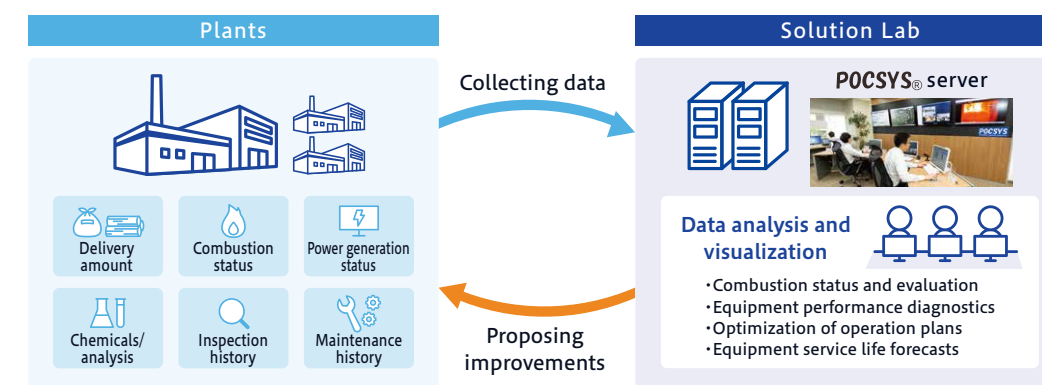 Plants
Solution Lab
Collecting data
POCSYS® server
POCSYS
Delivery
amount
Combustion
status
Power generation
status
Chemicals/
analysis
Inspection
history
Maintenance
history
Proposing
improvements
Data analysis and
visualization
・Combustion status and evaluation
・Equipment performance diagnostics
・Optimization of operation plans
・Equipment service life forecasts